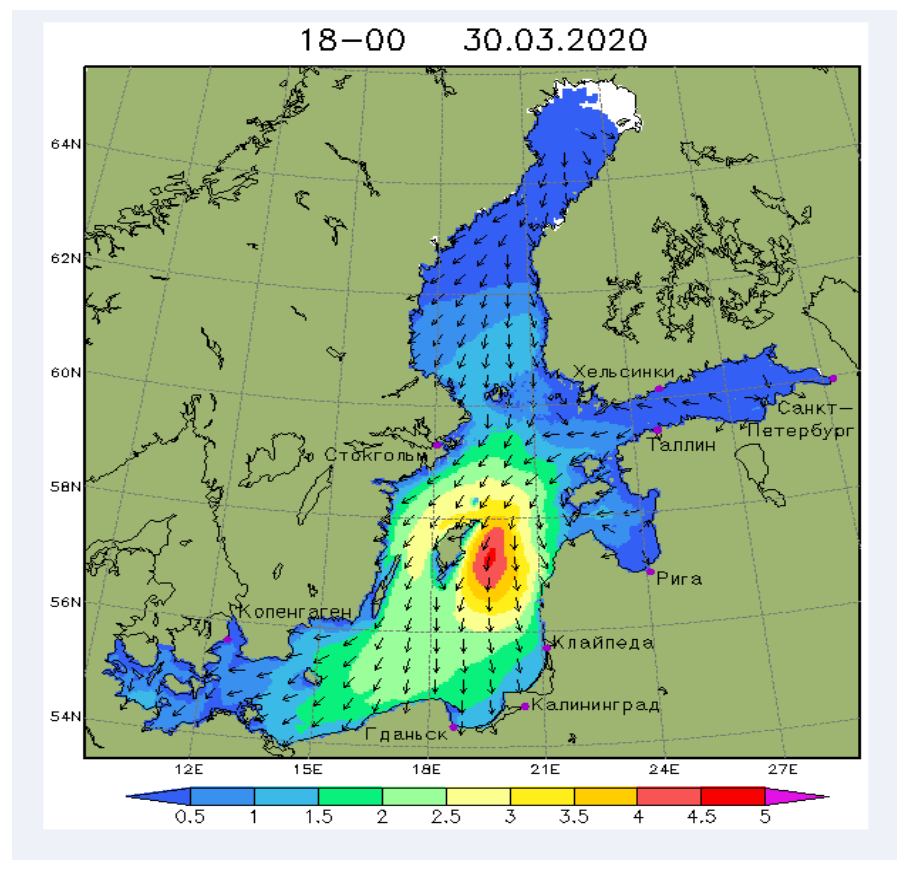 18-00 30.03.2020
64N
62N
60N
Хельсинки
Санкт-
Петербург
Таллин
Стокгольм
58N
Рига
56N
Копенгаген
Клайпеда
Калининград
54N
Гданьск
12E 15E 18E 21E 24E 27E
0.5 1 1.5 2 2.5 3 3.5 4 4.5 5